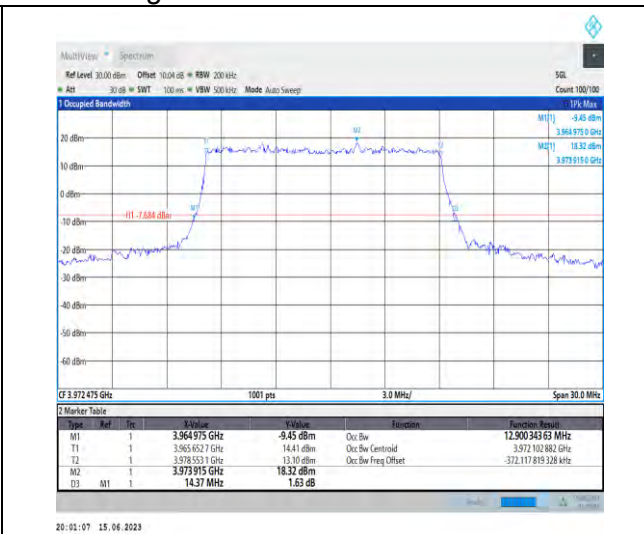 MultiView Spectrum
Ref Level 30.00 dBm Offset 10.04 dB RBW 200 kHz SGL
Att 30 dB SWT 100 ms VBW 500 kHz Mode Auto Sweep Count 100/100
1 Occupied Bandwidth 1Pk Max
M1[1] -9.45 dBm
3.964 975 0 GHz
M2[1] 18.32 dBm
3.973 915 0 GHz
20 dBm
10 dBm
0 dBm
-10 dBm
-20 dBm
-30 dBm
-40 dBm
-50 dBm
-60 dBm
M2
M1
H1 -7.684 dBm
CF 3.972 475 GHz 1001 pts 3.0 MHz/ Span 30.0 MHz
2 Marker Table
Type Ref Trc X-Value Y-Value Function Function Result
M1 1 3.964 975 GHz -9.45 dBm Occ Bw 12.900 343 63 MHz
T1 1 3.965 652 7 GHz 14.41 dBm Occ Bw Centroid 3.972 102 882 GHz
T2 1 3.978 553 1 GHz 13.10 dBm Occ Bw Freq Offset -372.117 819 328 kHz
M2 1 3.973 915 GHz 18.32 dBm
D3 M1 1 14.37 MHz 1.63 dB
20:01:07 15.06.2023